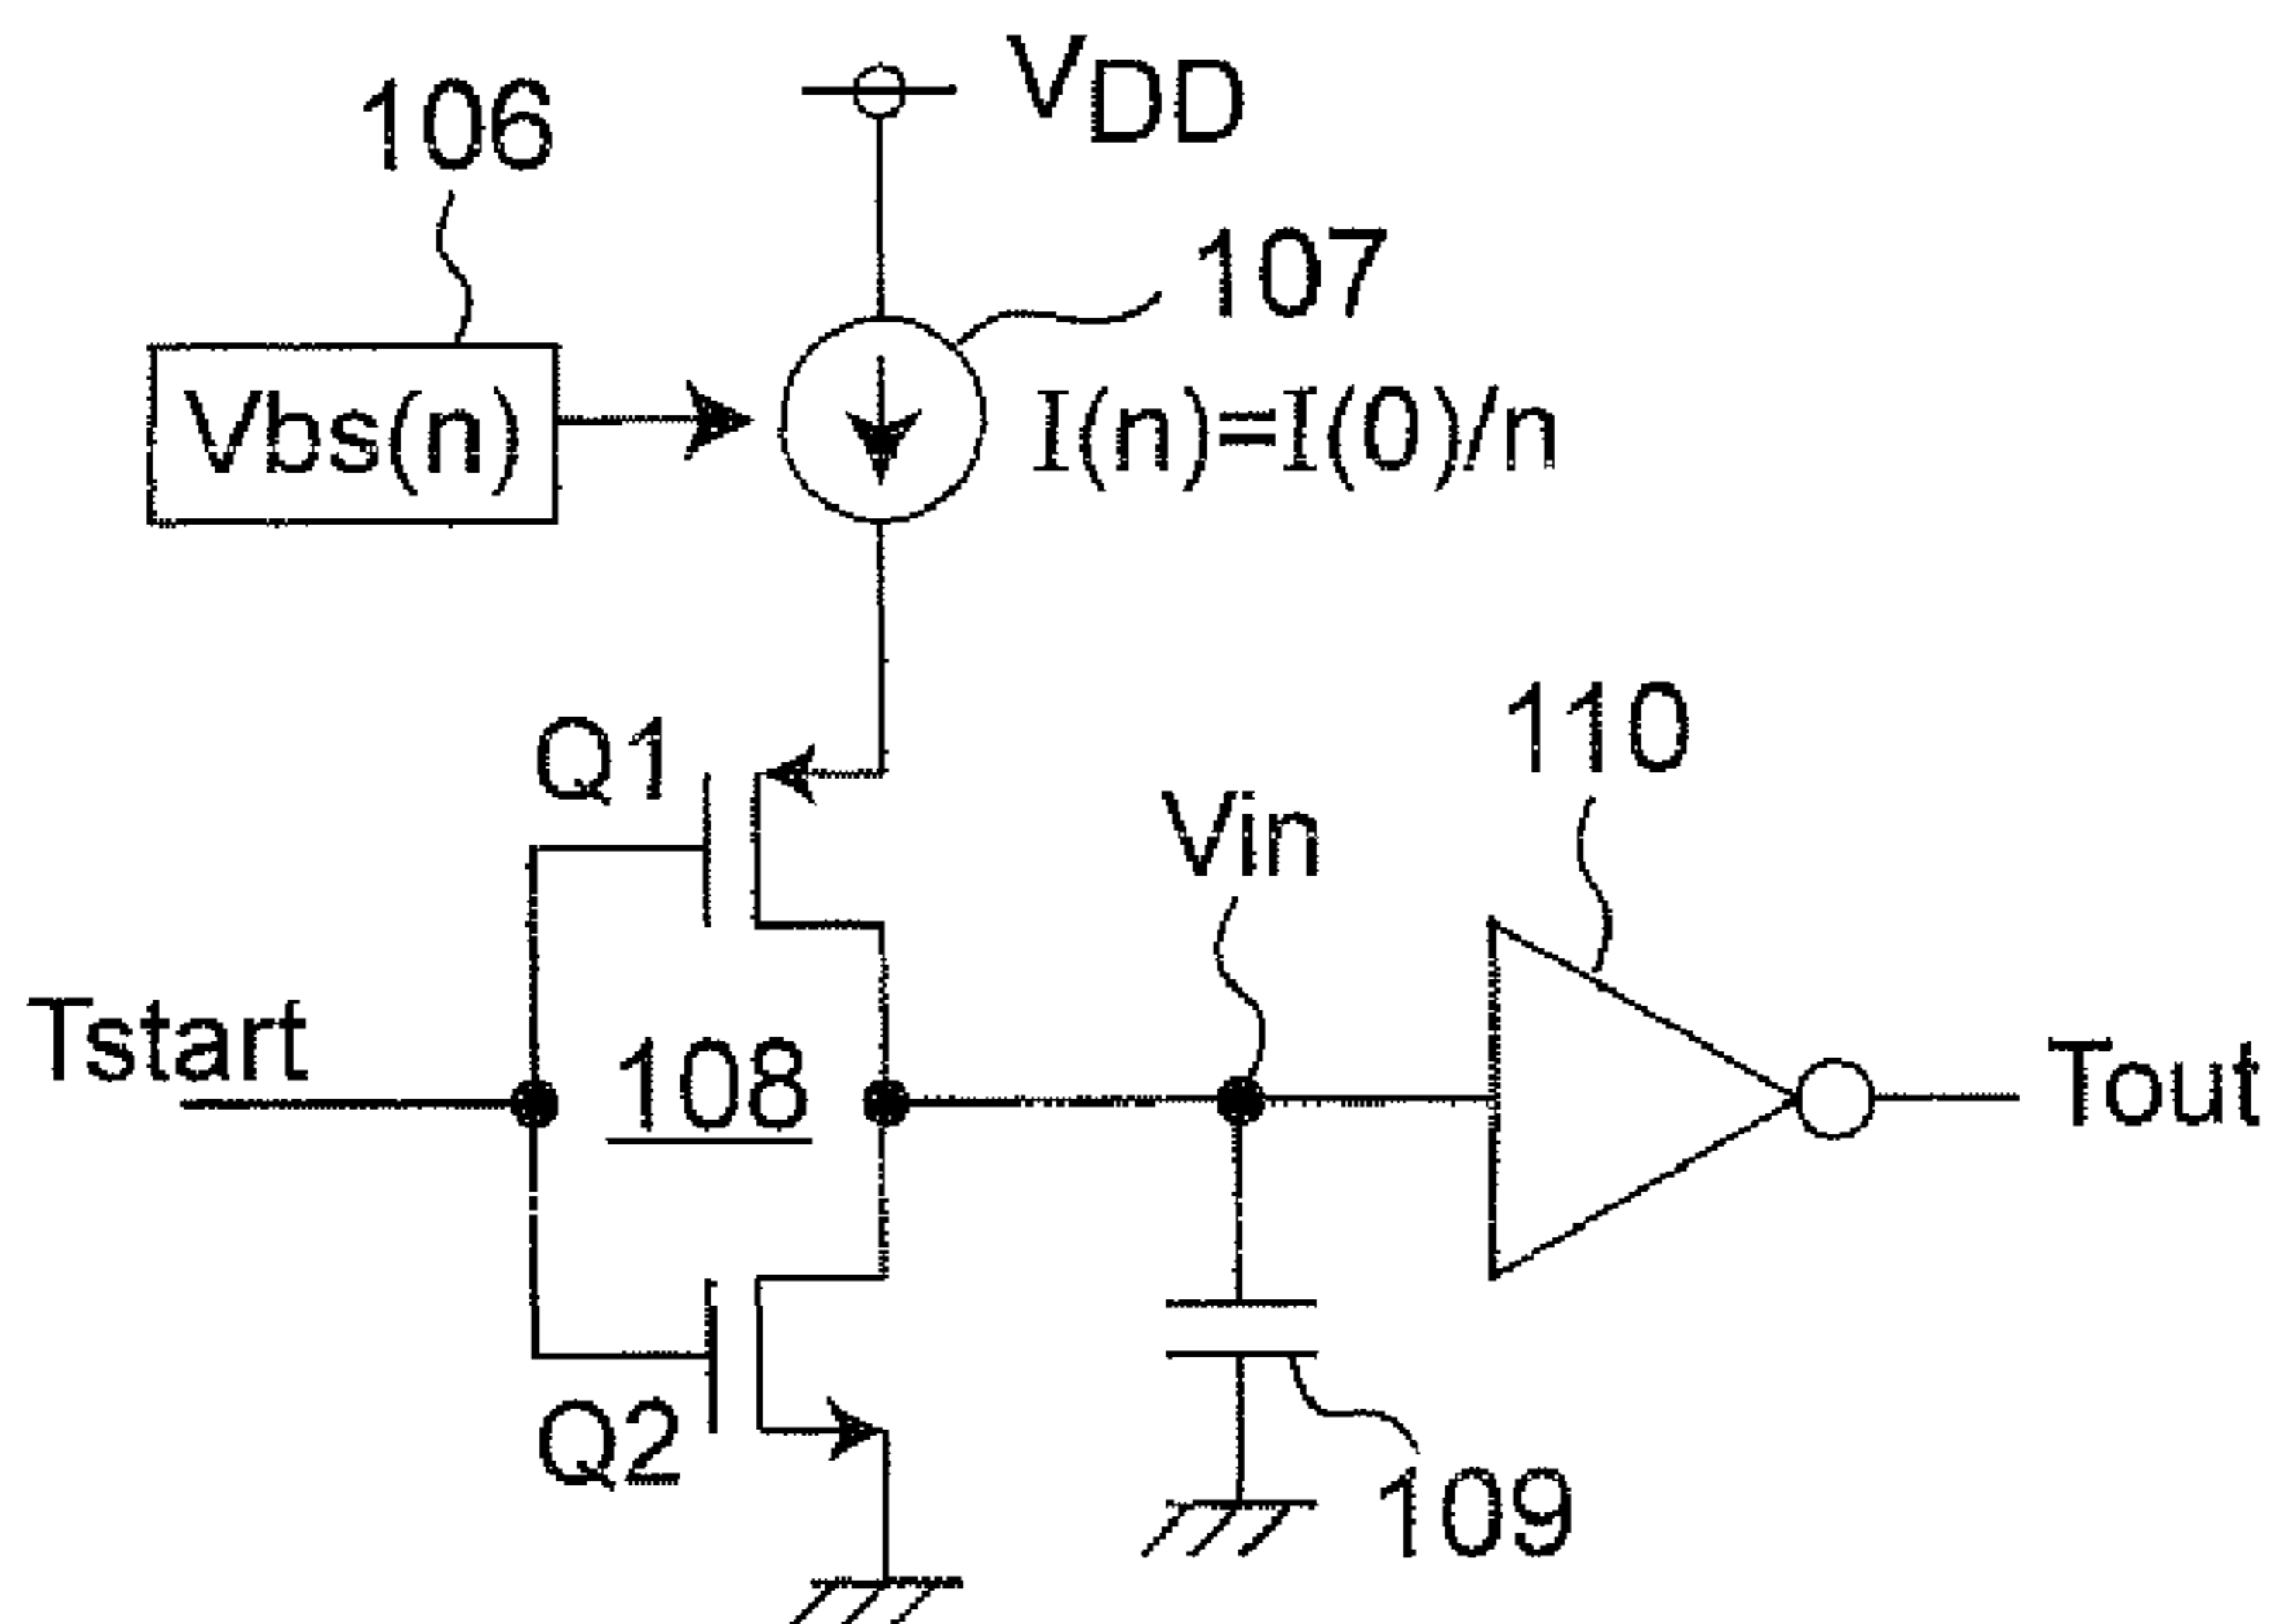 VDD
106
107
Vbs(n)
I(n)=I(0)/n
Q1
110
Vin
Tstart
108
Tout
Q2
109